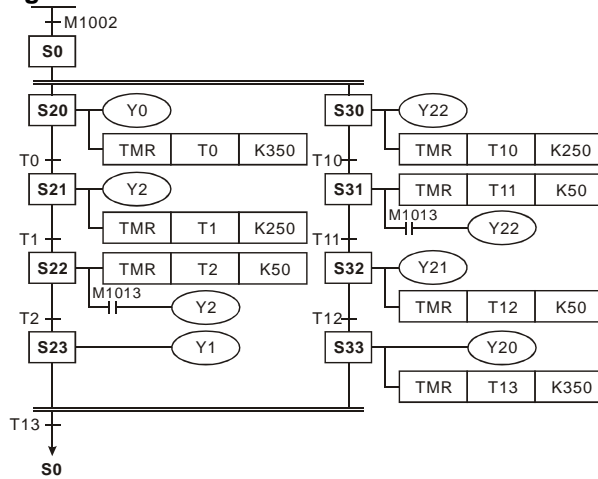 g
M1002
S0
S20 Y0 S30 Y22
TMR T0 K350 TMR T10 K250
T0 T10
S21 Y2 S31 TMR T11 K50
M1013 Y22
TMR T1 K250
T1 T11
S22 TMR T2 K50 S32 Y21
M1013 Y2
TMR T12 K50
T2 T12
S23 Y1 S33 Y20
TMR T13 K350
T13
S0